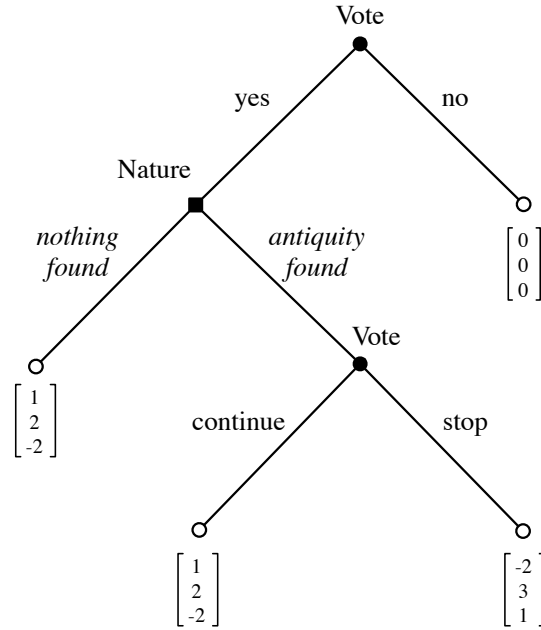 Vote
yes
no
Nature
nothing
found
antiquity
found
0
0
0
Vote
1
2
-2
continue
stop
1
2
-2
-2
3
1